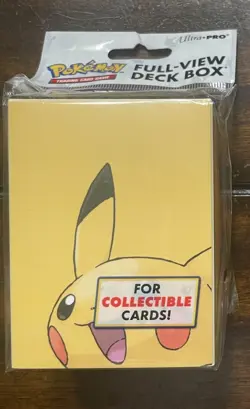 Ultra•PRO
Pokémon
TRADING CARD GAME
FULL-VIEW
DECK BOX
FOR
COLLECTIBLE
CARDS!